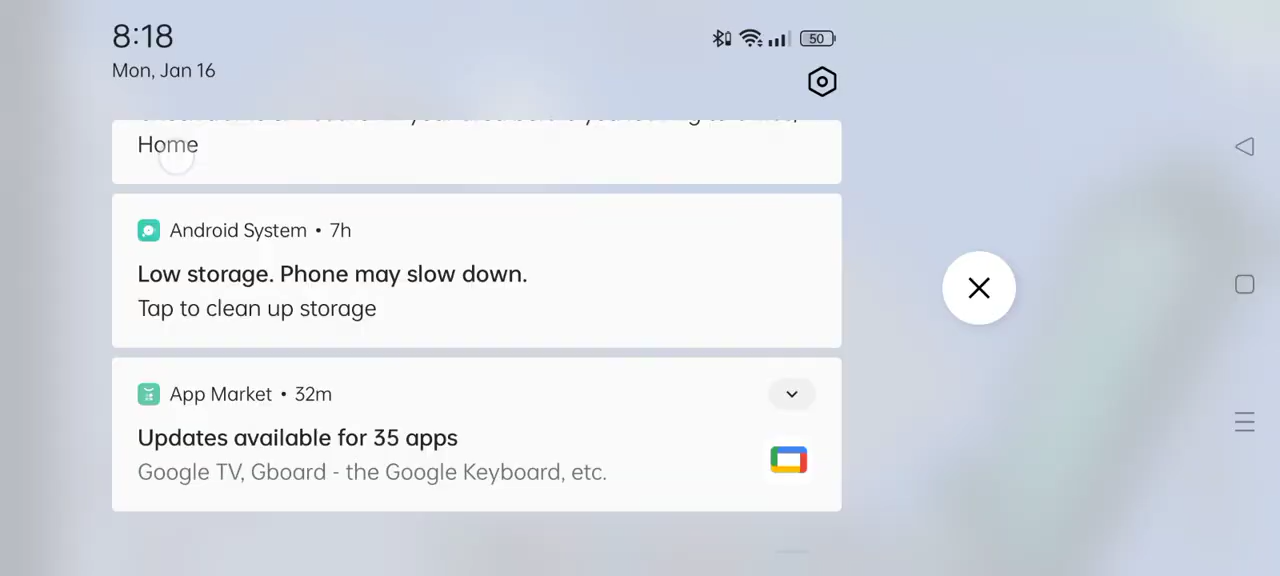 8:18
50
Mon, Jan 16
Home
Android System • 7h
Low storage. Phone may slow down.
Tap to clean up storage
App Market • 32m
Updates available for 35 apps
Google TV, Gboard - the Google Keyboard, etc.